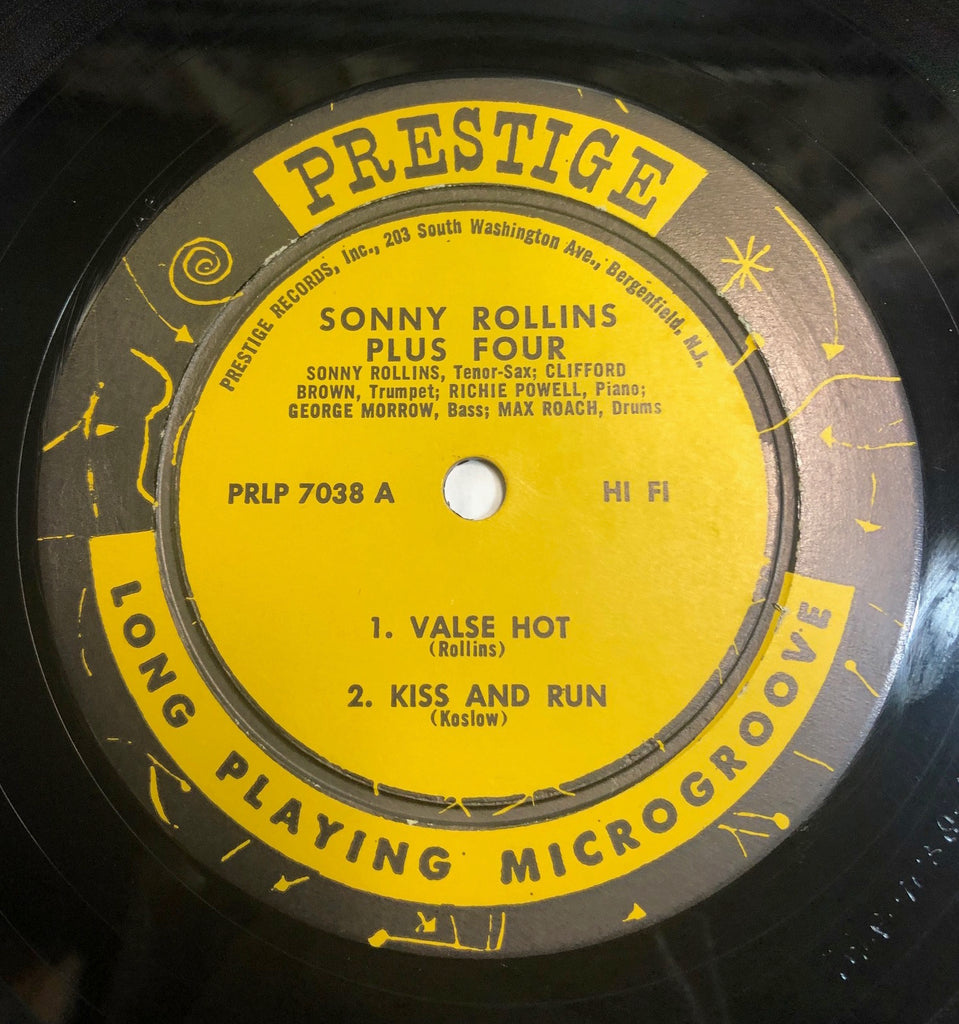 PRESTIGE
PRESTIGE RECORDS, Inc., 203 South Washington Ave., Bergenfield, N.J.
SONNY ROLLINS
PLUS FOUR
SONNY ROLLINS, Tenor-Sax; CLIFFORD
BROWN, Trumpet; RICHIE POWELL, Piano;
GEORGE MORROW, Bass; MAX ROACH, Drums
PRLP 7038 A HI FI
1. VALSE HOT
(Rollins)
2. KISS AND RUN
(Koslow)
LONG PLAYING MICROGROOVE